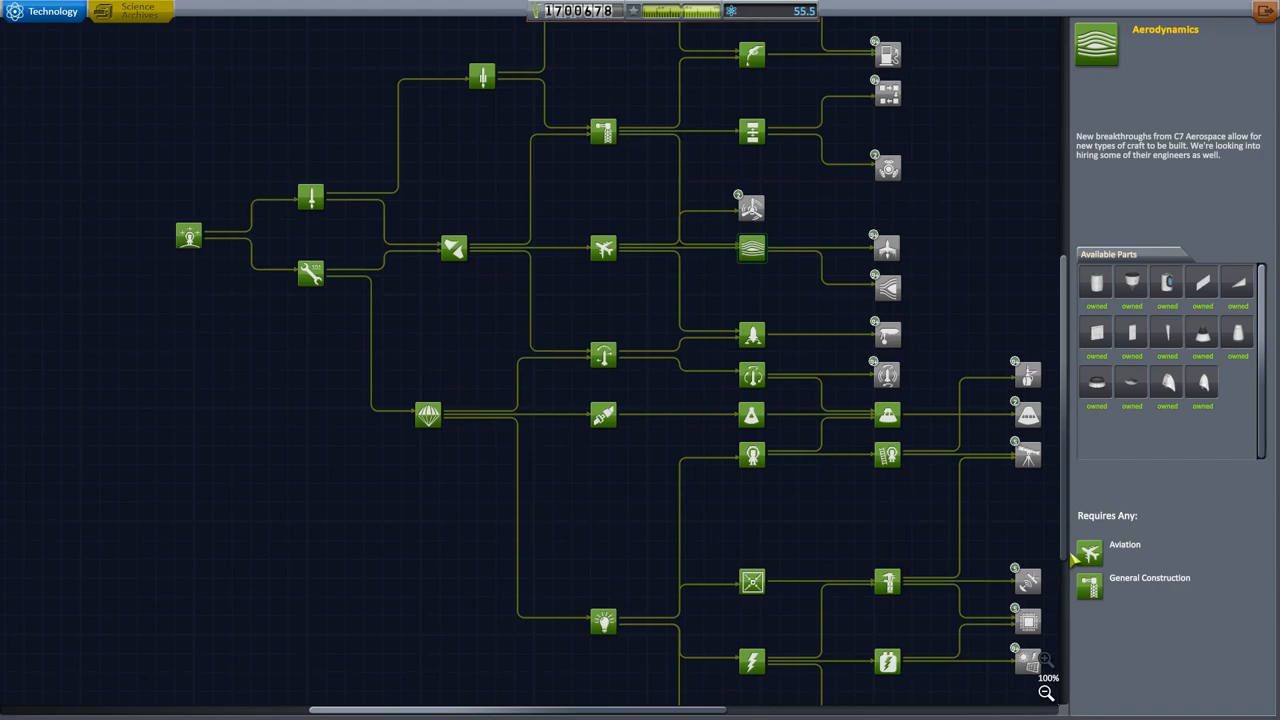 Technology
Science
Archives
1700678
55.5
Aerodynamics
New breakthroughs from C7 Aerospace allow for
new types of craft to be built. We're looking into
hiring some of their engineers as well.
Available Parts
owned owned owned owned owned
owned owned owned owned owned
owned owned owned owned
Requires Any:
Aviation
General Construction
100%